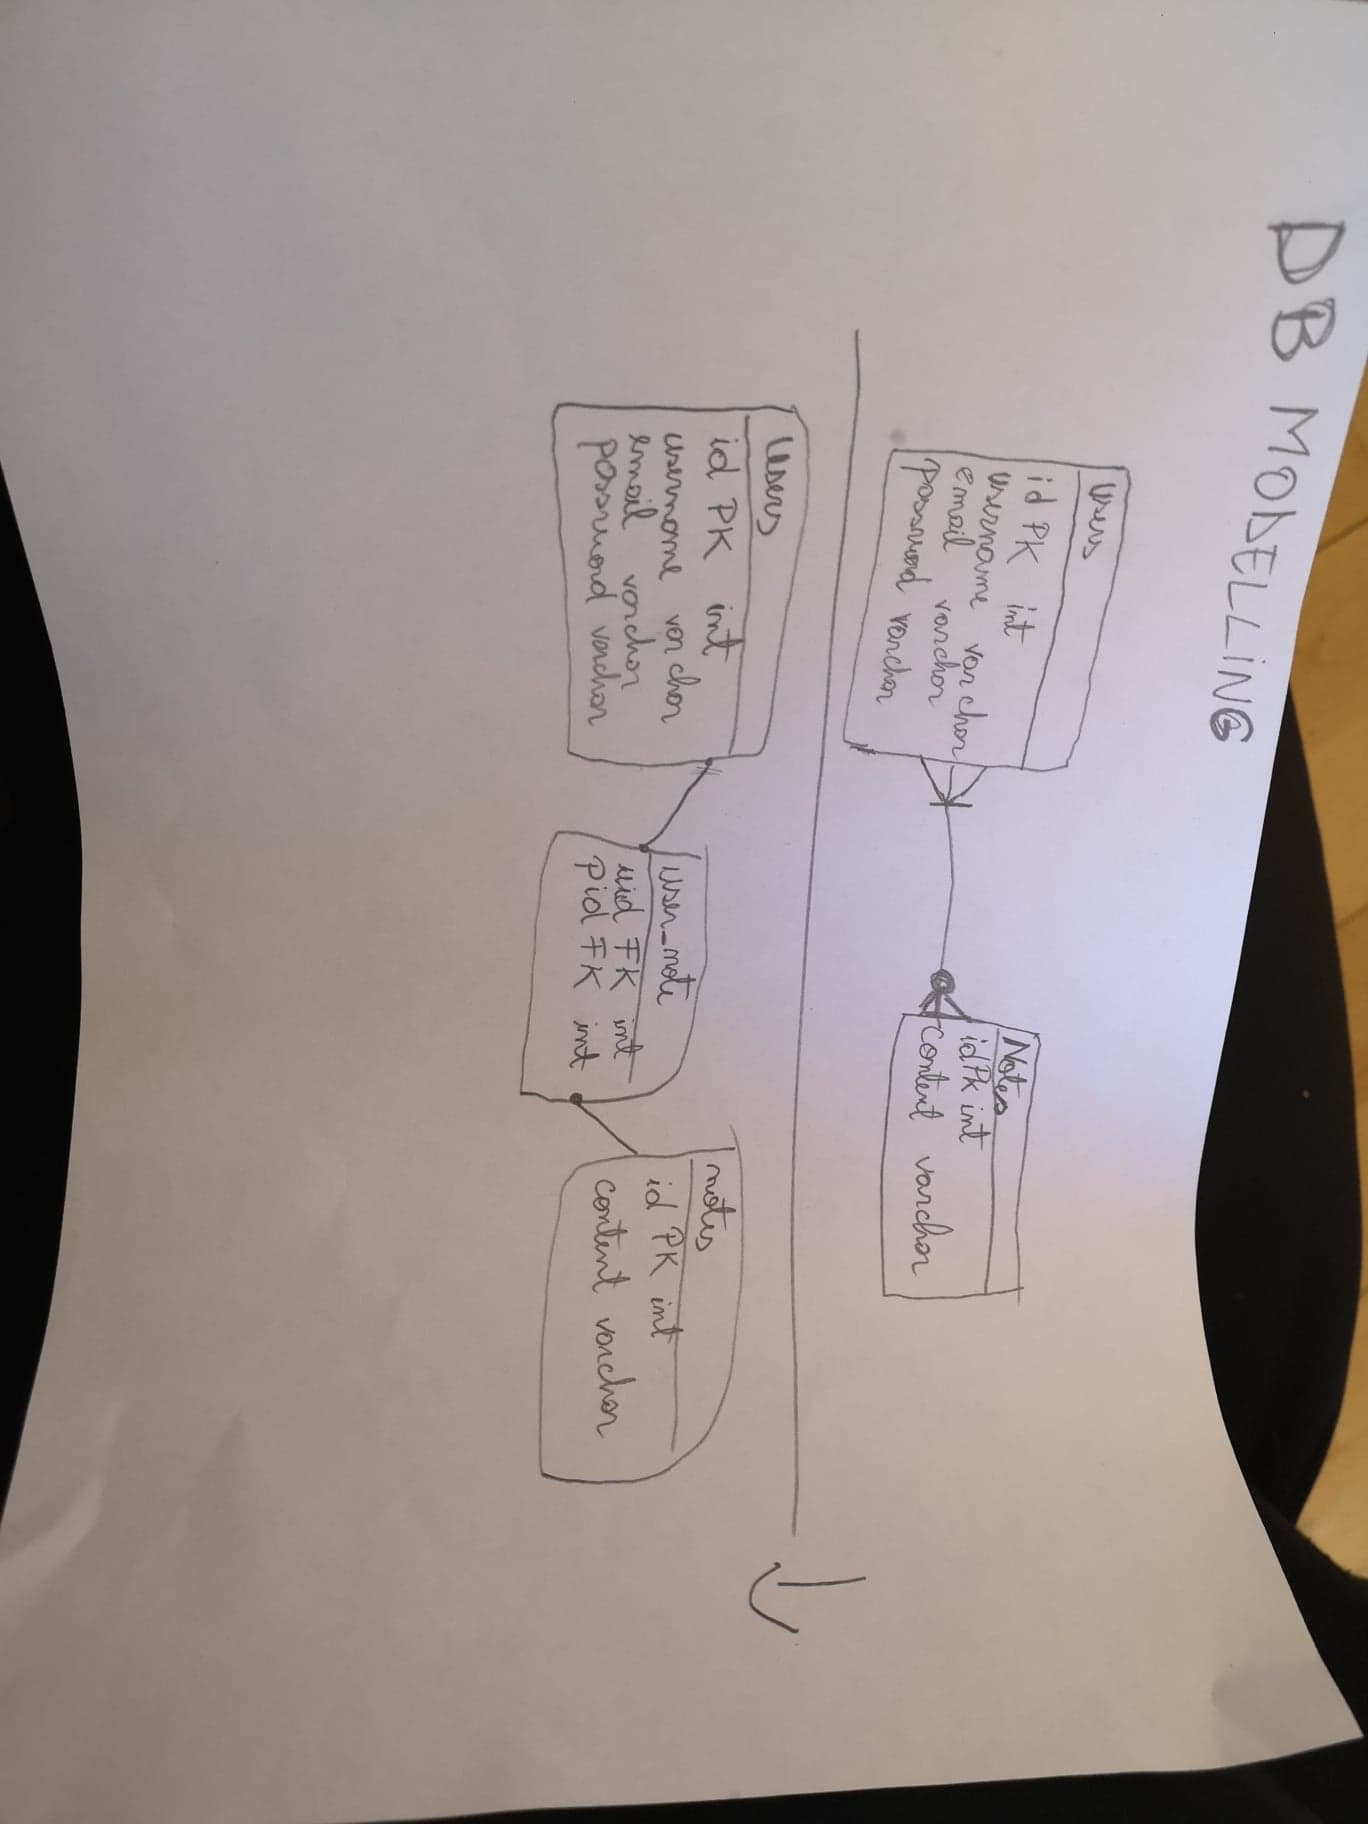 DB MODELLiNG
Users
id PK int
username varchar
email varchar
password varchar
Notes
id PK int
content varchar
Users
id PK int
username varchar
email varchar
password varchar
user_note
uid FK int
pid FK int
notes
id PK int
content varchar